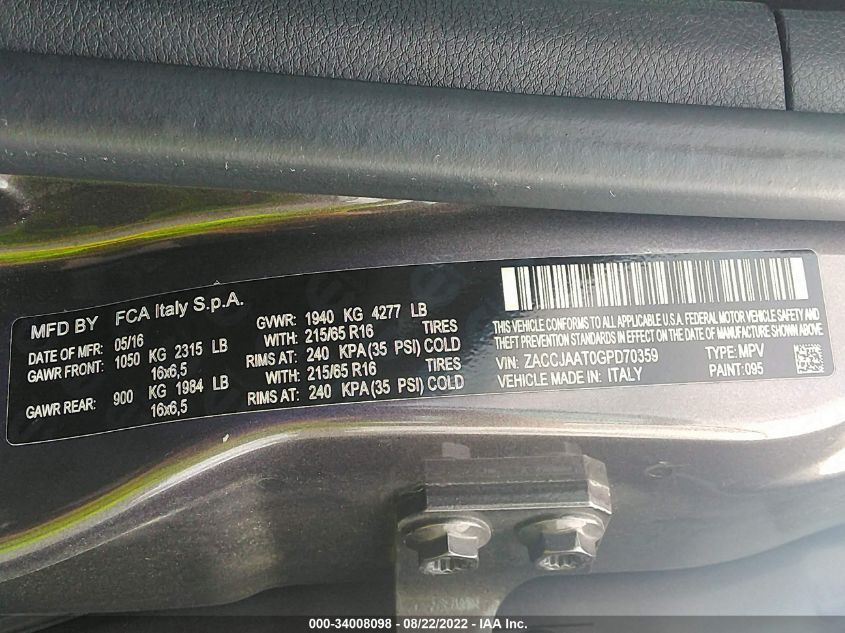 MFD BY FCA Italy S.p.A.
DATE OF MFR: 05/16 GVWR: 1940 KG 4277 LB
GAWR FRONT: 1050 KG 2315 LB WITH: 215/65 R16 TIRES
16x6,5 RIMS AT: 240 KPA(35 PSI) COLD
GAWR REAR: 900 KG 1984 LB WITH: 215/65 R16 TIRES
16x6,5 RIMS AT: 240 KPA(35 PSI) COLD
THIS VEHICLE CONFORMS TO ALL APPLICABLE U.S.A. FEDERAL MOTOR VEHICLE SAFETY AND
THEFT PREVENTION STANDARDS IN EFFECT ON THE DATE OF MANUFACTURE SHOWN ABOVE.
VIN: ZACCJAAT0GPD70359 TYPE: MPV
VEHICLE MADE IN: ITALY PAINT: 095
000-34008098 - 08/22/2022 - IAA Inc.